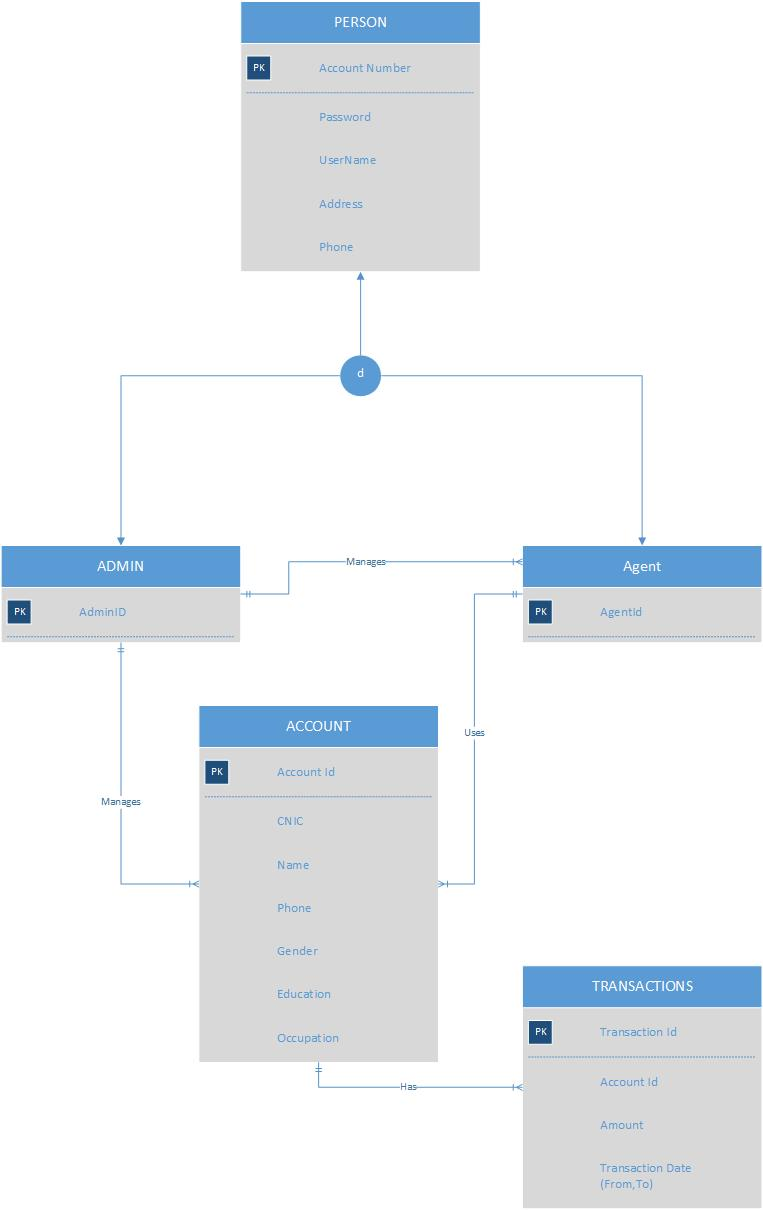 PERSON
PK Account Number
Password
UserName
Address
Phone
d
ADMIN
PK AdminID
Manages
Agent
PK AgentId
Manages
Uses
ACCOUNT
PK Account Id
CNIC
Name
Phone
Gender
Education
Occupation
Has
TRANSACTIONS
PK Transaction Id
Account Id
Amount
Transaction Date
(From,To)